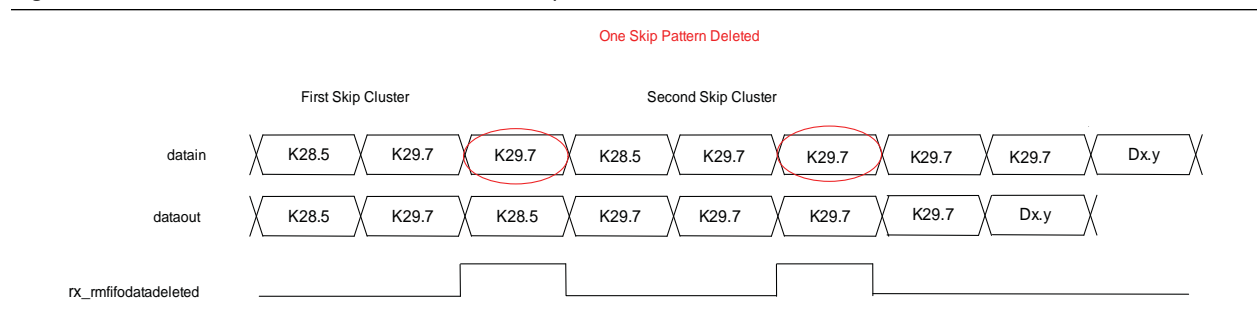 One Skip Pattern Deleted
First Skip Cluster Second Skip Cluster
datain K28.5 K29.7 K29.7 K28.5 K29.7 K29.7 K29.7 K29.7 Dx.y
dataout K28.5 K29.7 K28.5 K29.7 K29.7 K29.7 K29.7 Dx.y
rx_rmfifodatadeleted